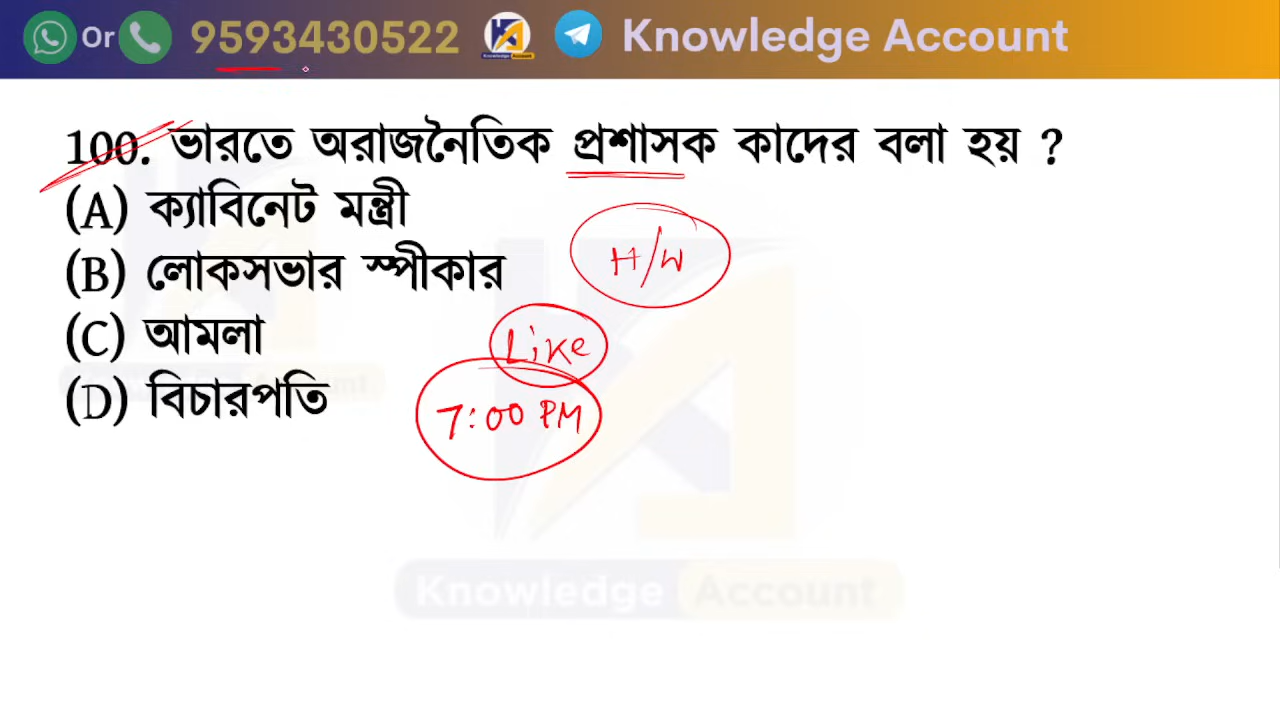 Or 9593430522 Knowledge Account
100. ভারতে অরাজনৈতিক প্রশাসক কাদের বলা হয় ?
(A) ক্যাবিনেট মন্ত্রী
(B) লোকসভার স্পীকার
H/W
(C) আমলা
Like
(D) বিচারপতি
7:00 PM
Knowledge Account